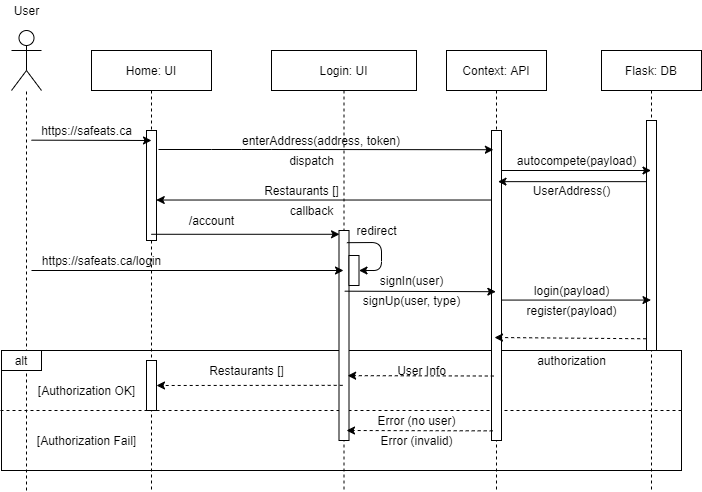 User
Home: UI
Login: UI
Context: API
Flask: DB
https://safeats.ca
enterAddress(address, token)
dispatch
autocompete(payload)
UserAddress()
Restaurants []
callback
/account
redirect
https://safeats.ca/login
signIn(user)
signUp(user, type)
login(payload)
register(payload)
alt
authorization
Restaurants []
User Info
[Authorization OK]
Error (no user)
[Authorization Fail]
Error (invalid)